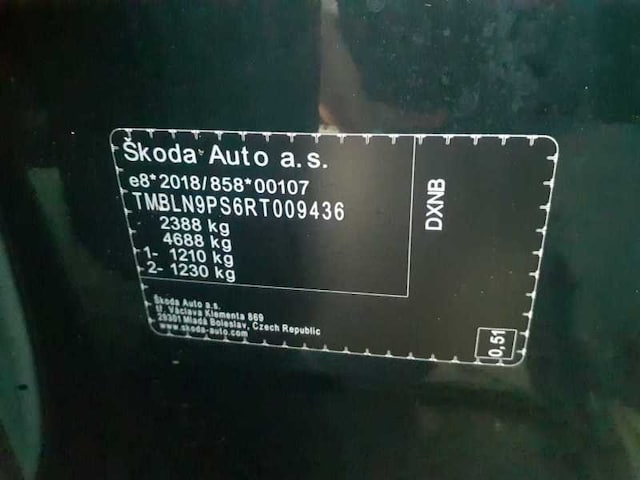 Škoda Auto a.s.
e8*2018/858*00107
TMBLN9PS6RT009436
2388 kg
4688 kg
1- 1210 kg
2- 1230 kg
Škoda Auto a.s.
tř. Václava Klementa 869
29301 Mladá Boleslav, Czech Republic
www.skoda-auto.com
DXNB
0,51